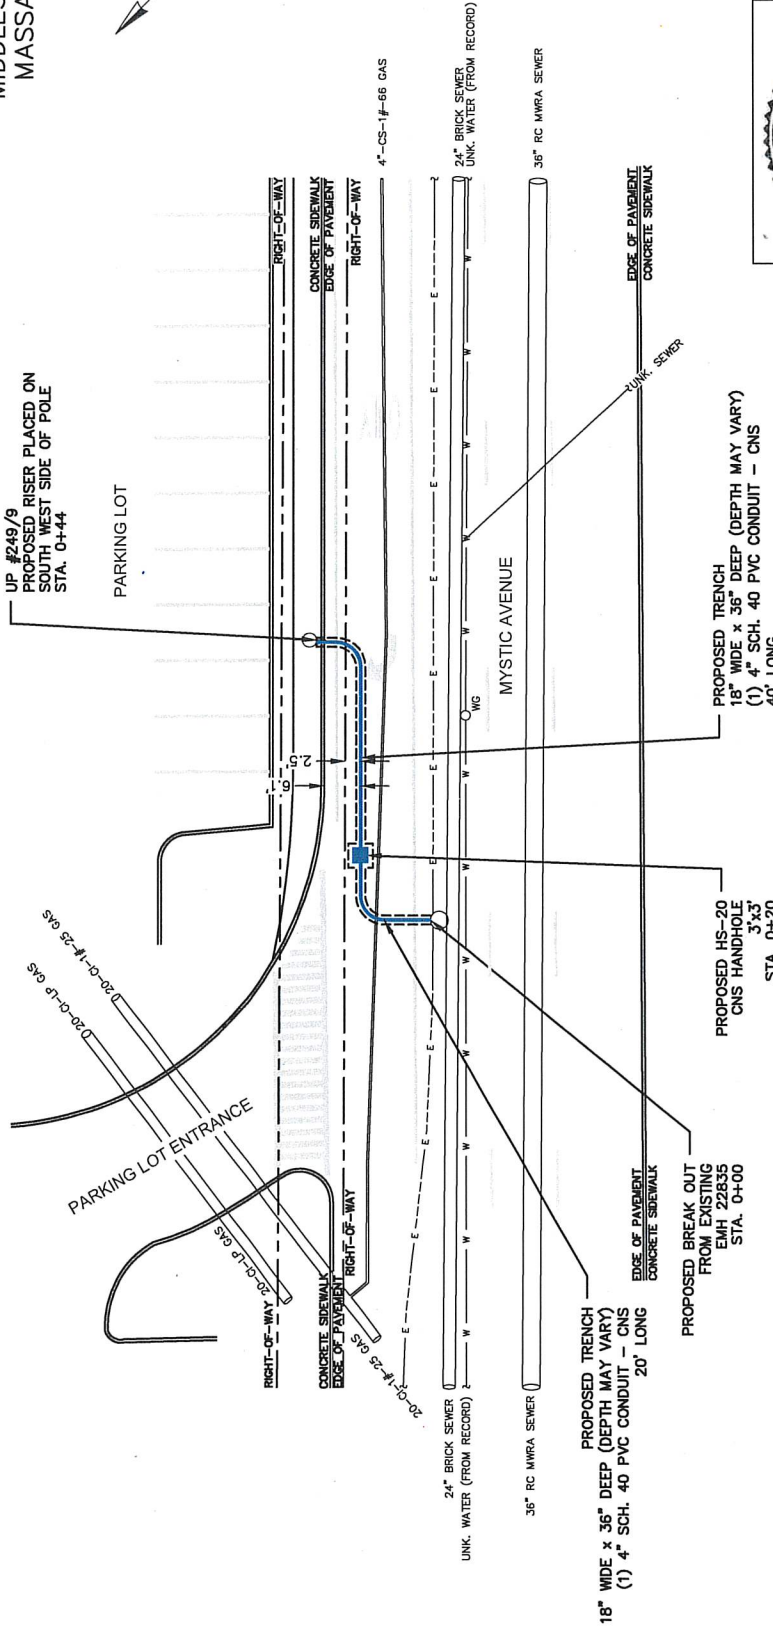 UP #249/9
PROPOSED RISER PLACED ON
SOUTH WEST SIDE OF POLE
STA. 0+44
PARKING LOT
20-CI-LP GAS
20-CI-1#-25 GAS
PARKING LOT ENTRANCE
20-CI-LP GAS
20-CI-1#-25 GAS
RIGHT-OF-WAY
CONCRETE SIDEWALK
EDGE OF PAVEMENT
RIGHT-OF-WAY
RIGHT-OF-WAY
CONCRETE SIDEWALK
EDGE OF PAVEMENT
RIGHT-OF-WAY
6.1'
2.5'
4"-CS-1#-66 GAS
24" BRICK SEWER
UNK. WATER (FROM RECORD)
36" RC MWRA SEWER
24" BRICK SEWER
UNK. WATER (FROM RECORD)
36" RC MWRA SEWER
E
E
E
E
E
E
E
E
W
W
W
W
W
W
W
W
W
W
W
WG
MYSTIC AVENUE
UNK. SEWER
EDGE OF PAVEMENT
CONCRETE SIDEWALK
EDGE OF PAVEMENT
CONCRETE SIDEWALK
PROPOSED TRENCH
18" WIDE x 36" DEEP (DEPTH MAY VARY)
(1) 4" SCH. 40 PVC CONDUIT - CNS
20' LONG
PROPOSED BREAK OUT
FROM EXISTING
EMH 22835
STA. 0+00
PROPOSED HS-20
CNS HANDHOLE
3'x3'
STA. 0+20
PROPOSED TRENCH
18" WIDE x 36" DEEP (DEPTH MAY VARY)
(1) 4" SCH. 40 PVC CONDUIT - CNS
40' LONG